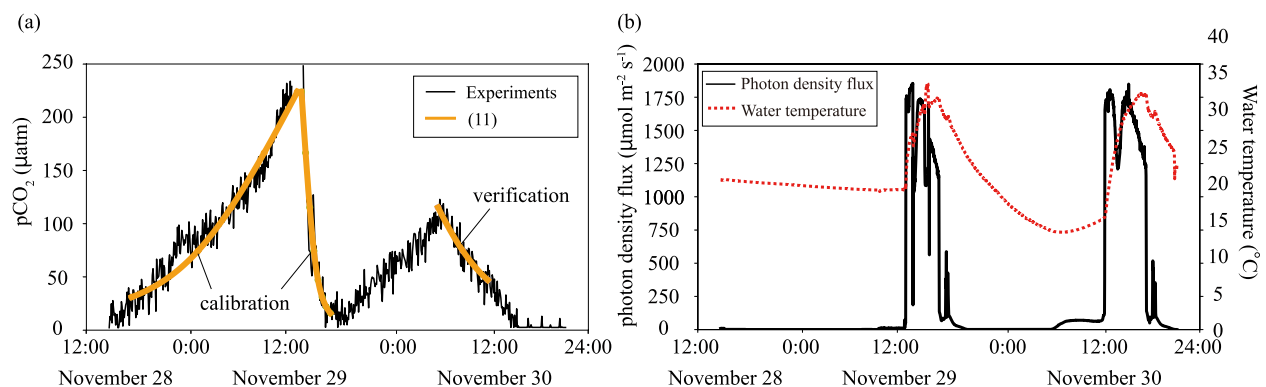 (a)
250
200
150
100
50
0
pCO₂ (µatm)
Experiments
(11)
calibration
verification
12:00 0:00 12:00 0:00 12:00 24:00
November 28 November 29 November 30
(b)
2000
1750
1500
1250
1000
750
500
250
0
photon density flux (µmol m⁻² s⁻¹)
Photon density flux
Water temperature
40
35
30
25
20
15
10
5
0
Water temperature (°C)
12:00 0:00 12:00 0:00 12:00 24:00
November 28 November 29 November 30